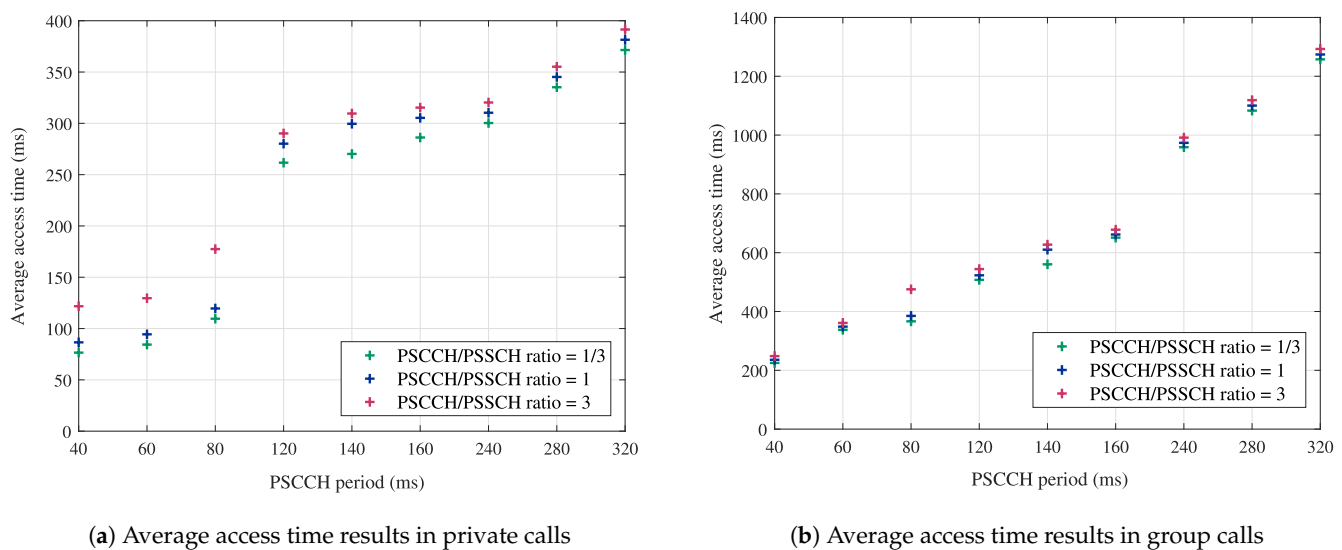 400
350
300
250
200
150
100
50
0
Average access time (ms)
PSCCH/PSSCH ratio = 1/3
PSCCH/PSSCH ratio = 1
PSCCH/PSSCH ratio = 3
40 60 80 120 140 160 240 280 320
PSCCH period (ms)
(a) Average access time results in private calls
1400
1200
1000
800
600
400
200
0
Average access time (ms)
PSCCH/PSSCH ratio = 1/3
PSCCH/PSSCH ratio = 1
PSCCH/PSSCH ratio = 3
40 60 80 120 140 160 240 280 320
PSCCH period (ms)
(b) Average access time results in group calls